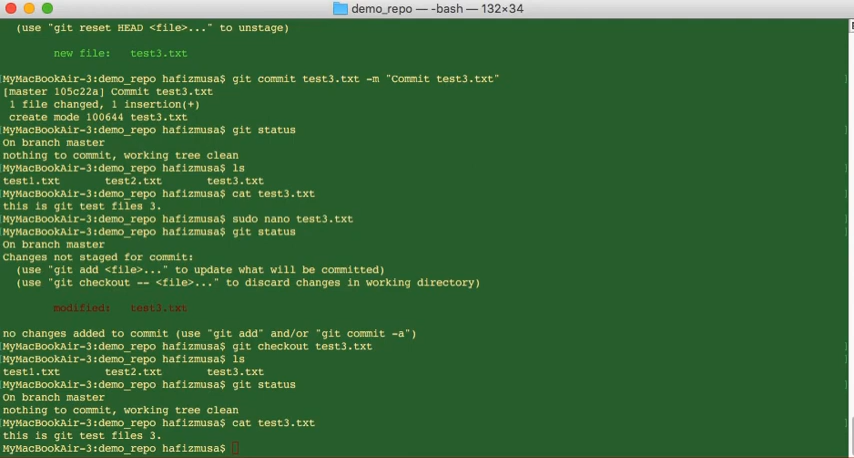 demo_repo — -bash — 132×34
(use "git reset HEAD <file>..." to unstage)
new file: test3.txt
[MyMacBookAir-3:demo_repo hafizmusa$ git commit test3.txt -m "Commit test3.txt" ]
[master 105c22a] Commit test3.txt
1 file changed, 1 insertion(+)
create mode 100644 test3.txt
[MyMacBookAir-3:demo_repo hafizmusa$ git status ]
On branch master
nothing to commit, working tree clean
[MyMacBookAir-3:demo_repo hafizmusa$ ls ]
test1.txt test2.txt test3.txt
[MyMacBookAir-3:demo_repo hafizmusa$ cat test3.txt ]
this is git test files 3.
[MyMacBookAir-3:demo_repo hafizmusa$ sudo nano test3.txt ]
[MyMacBookAir-3:demo_repo hafizmusa$ git status ]
On branch master
Changes not staged for commit:
(use "git add <file>..." to update what will be committed)
(use "git checkout -- <file>..." to discard changes in working directory)
modified: test3.txt
no changes added to commit (use "git add" and/or "git commit -a")
[MyMacBookAir-3:demo_repo hafizmusa$ git checkout test3.txt ]
[MyMacBookAir-3:demo_repo hafizmusa$ ls ]
test1.txt test2.txt test3.txt
[MyMacBookAir-3:demo_repo hafizmusa$ git status ]
On branch master
nothing to commit, working tree clean
[MyMacBookAir-3:demo_repo hafizmusa$ cat test3.txt ]
this is git test files 3.
MyMacBookAir-3:demo_repo hafizmusa$